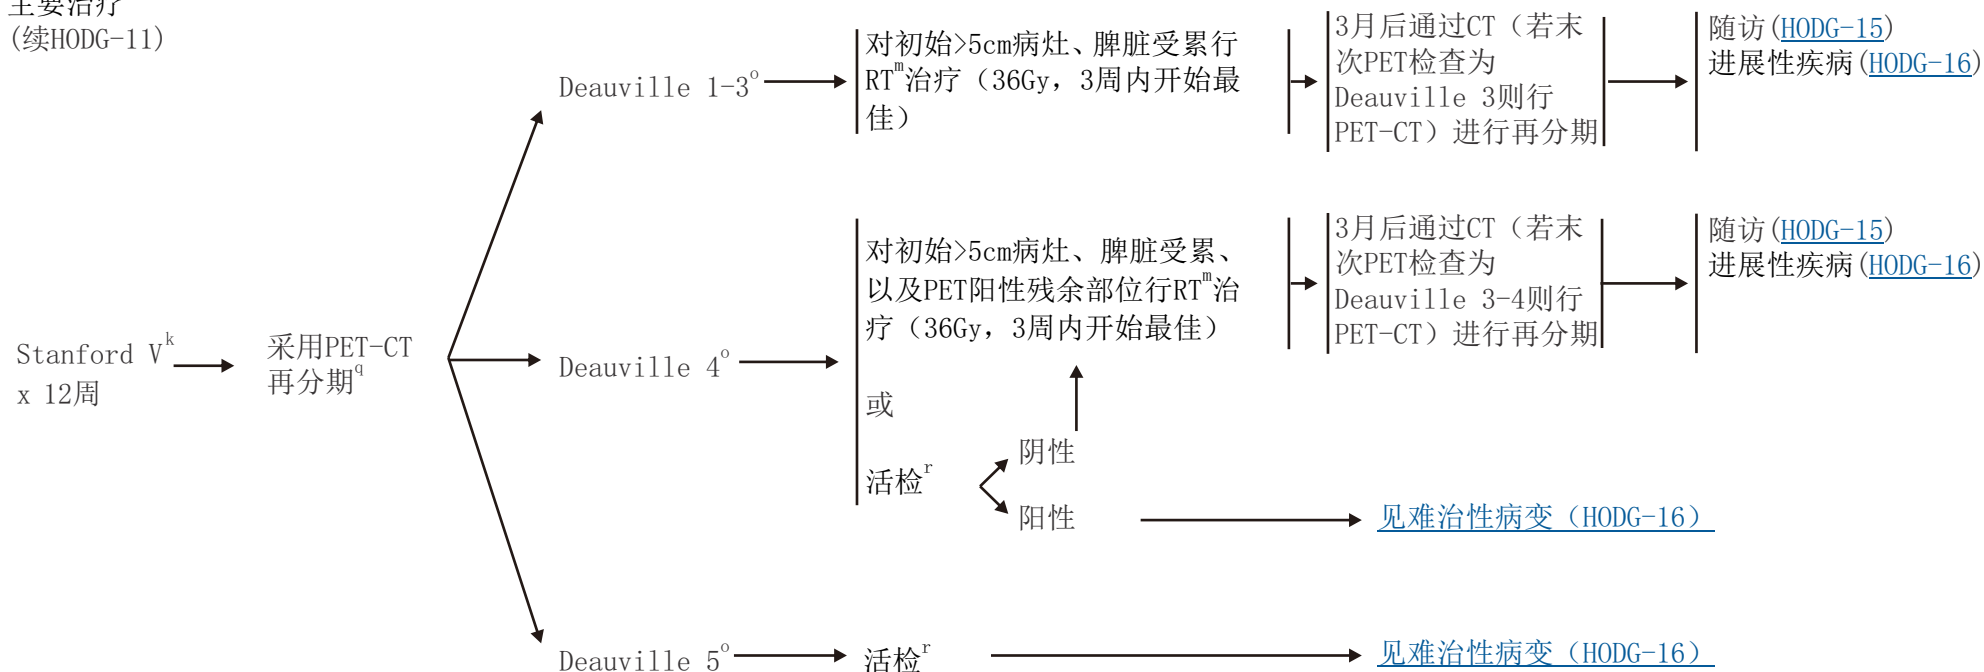 主要治疗
(续HODG-11)
Deauville 1-3o
对初始>5cm病灶、脾脏受累行
RTm治疗（36Gy，3周内开始最
佳）
3月后通过CT（若末
次PET检查为
Deauville 3则行
PET-CT）进行再分期
随访(HODG-15)
进展性疾病(HODG-16)
Stanford Vk
x 12周
采用PET-CT
再分期q
Deauville 4o
对初始>5cm病灶、脾脏受累、
以及PET阳性残余部位行RTm治
疗（36Gy，3周内开始最佳）
或
活检r
阴性
阳性
3月后通过CT（若末
次PET检查为
Deauville 3-4则行
PET-CT）进行再分期
随访(HODG-15)
进展性疾病(HODG-16)
见难治性病变（HODG-16）
Deauville 5o
活检r
见难治性病变（HODG-16）